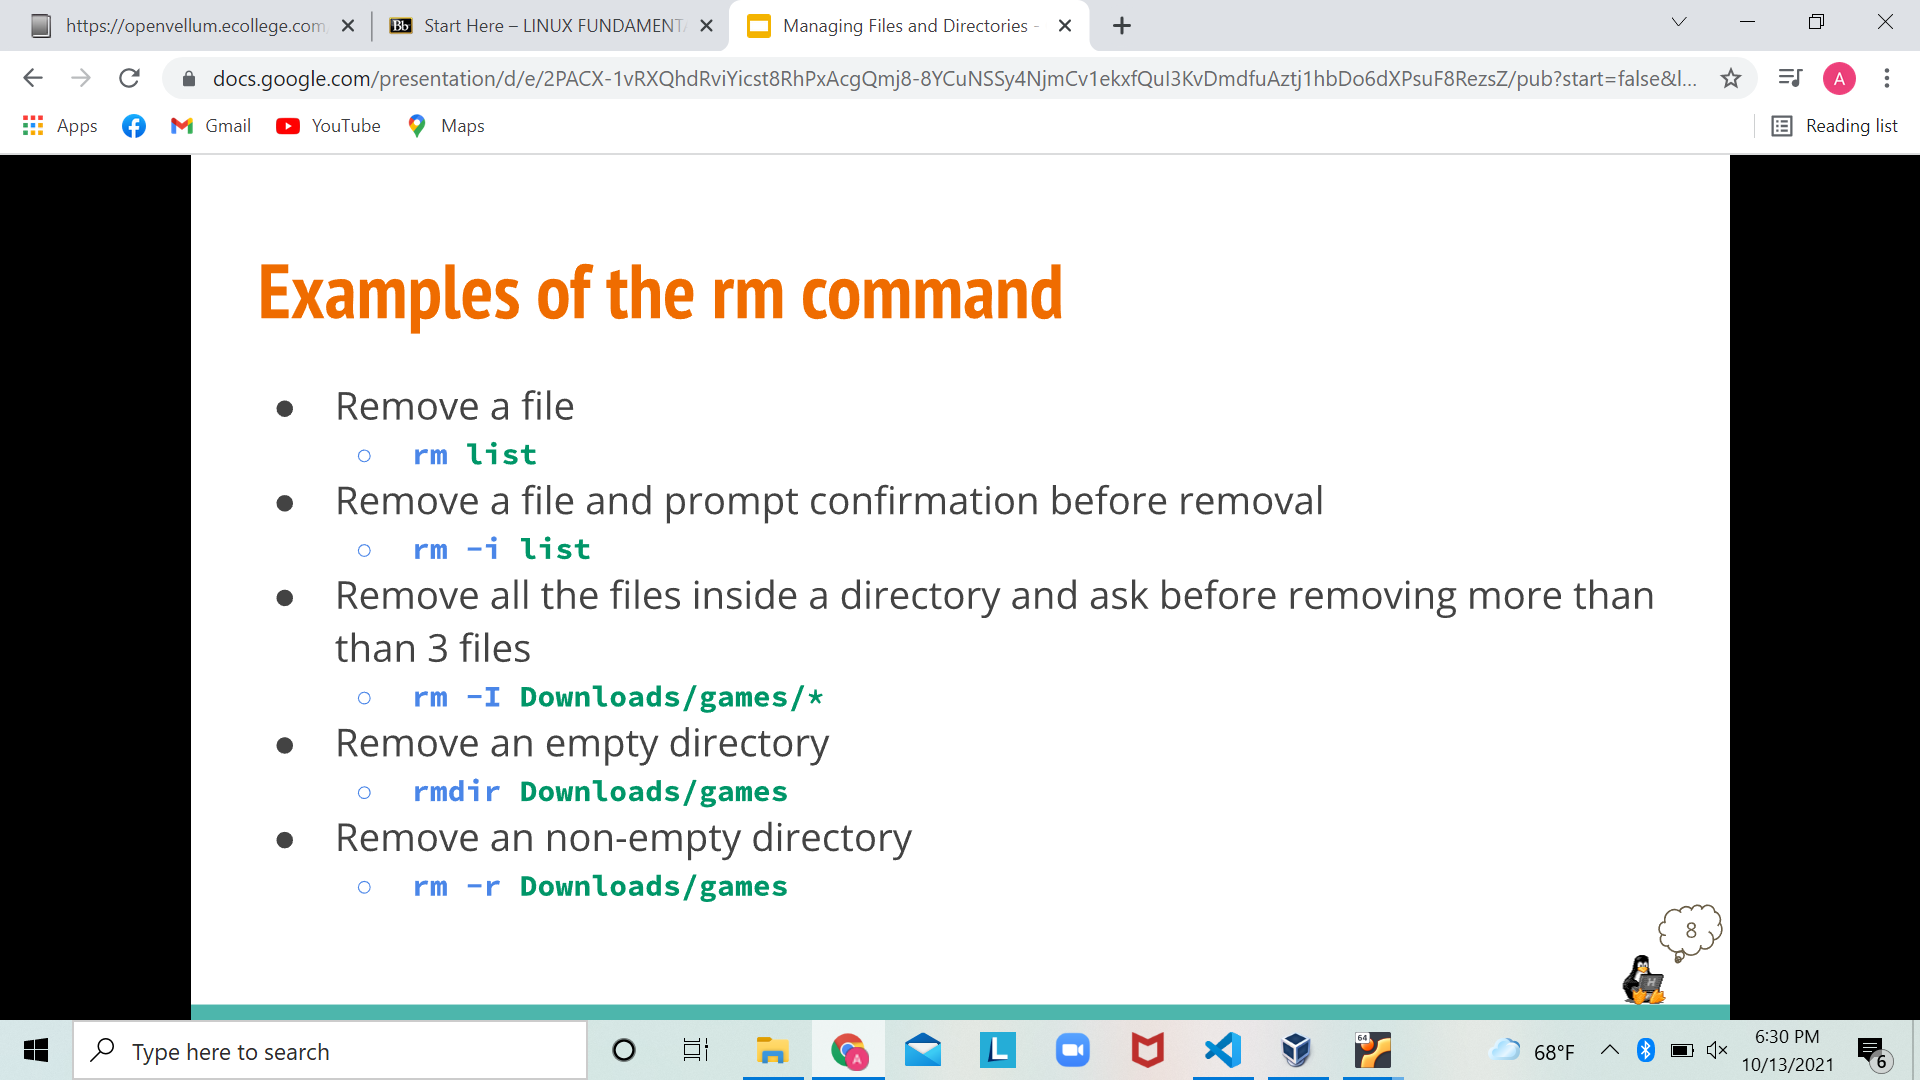 https://openvellum.ecollege.com
Start Here – LINUX FUNDAMENTA
Managing Files and Directories -
docs.google.com/presentation/d/e/2PACX-1vRXQhdRviYicst8RhPxAcgQmj8-8YCuNSSy4NjmCv1ekxfQuI3KvDmdfuAztj1hbDo6dXPsuF8RezsZ/pub?start=false&l...
A
Apps
Gmail
YouTube
Maps
Reading list
Examples of the rm command
● Remove a file
○ rm list
● Remove a file and prompt confirmation before removal
○ rm -i list
● Remove all the files inside a directory and ask before removing more than
than 3 files
○ rm -I Downloads/games/*
● Remove an empty directory
○ rmdir Downloads/games
● Remove an non-empty directory
○ rm -r Downloads/games
8
Type here to search
68°F
6:30 PM
10/13/2021
6